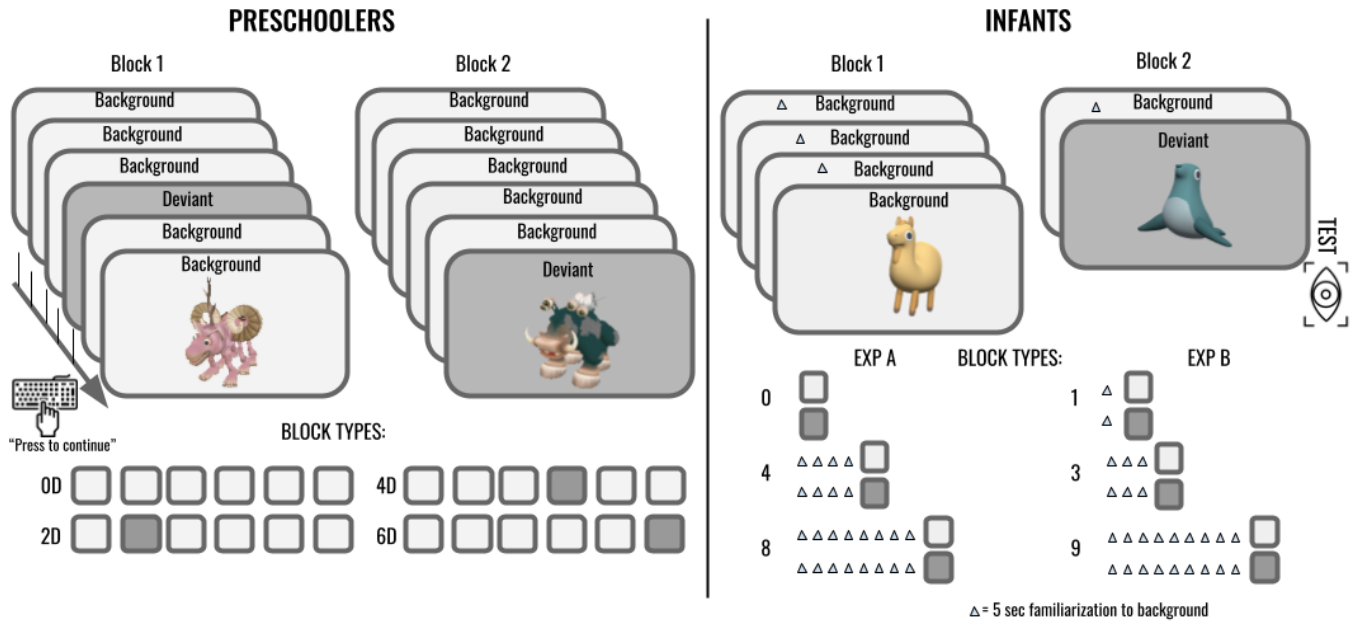 PRESCHOOLERS
Block 1
Block 2
Background
Background
Background
Deviant
Background
Background
Background
Background
Background
Background
Background
Deviant
"Press to continue"
BLOCK TYPES:
0D
4D
2D
6D
INFANTS
Block 1
Block 2
Background
Background
Background
Background
Background
Deviant
TEST
EXP A
BLOCK TYPES:
EXP B
0
1
4
3
8
9
= 5 sec familiarization to background